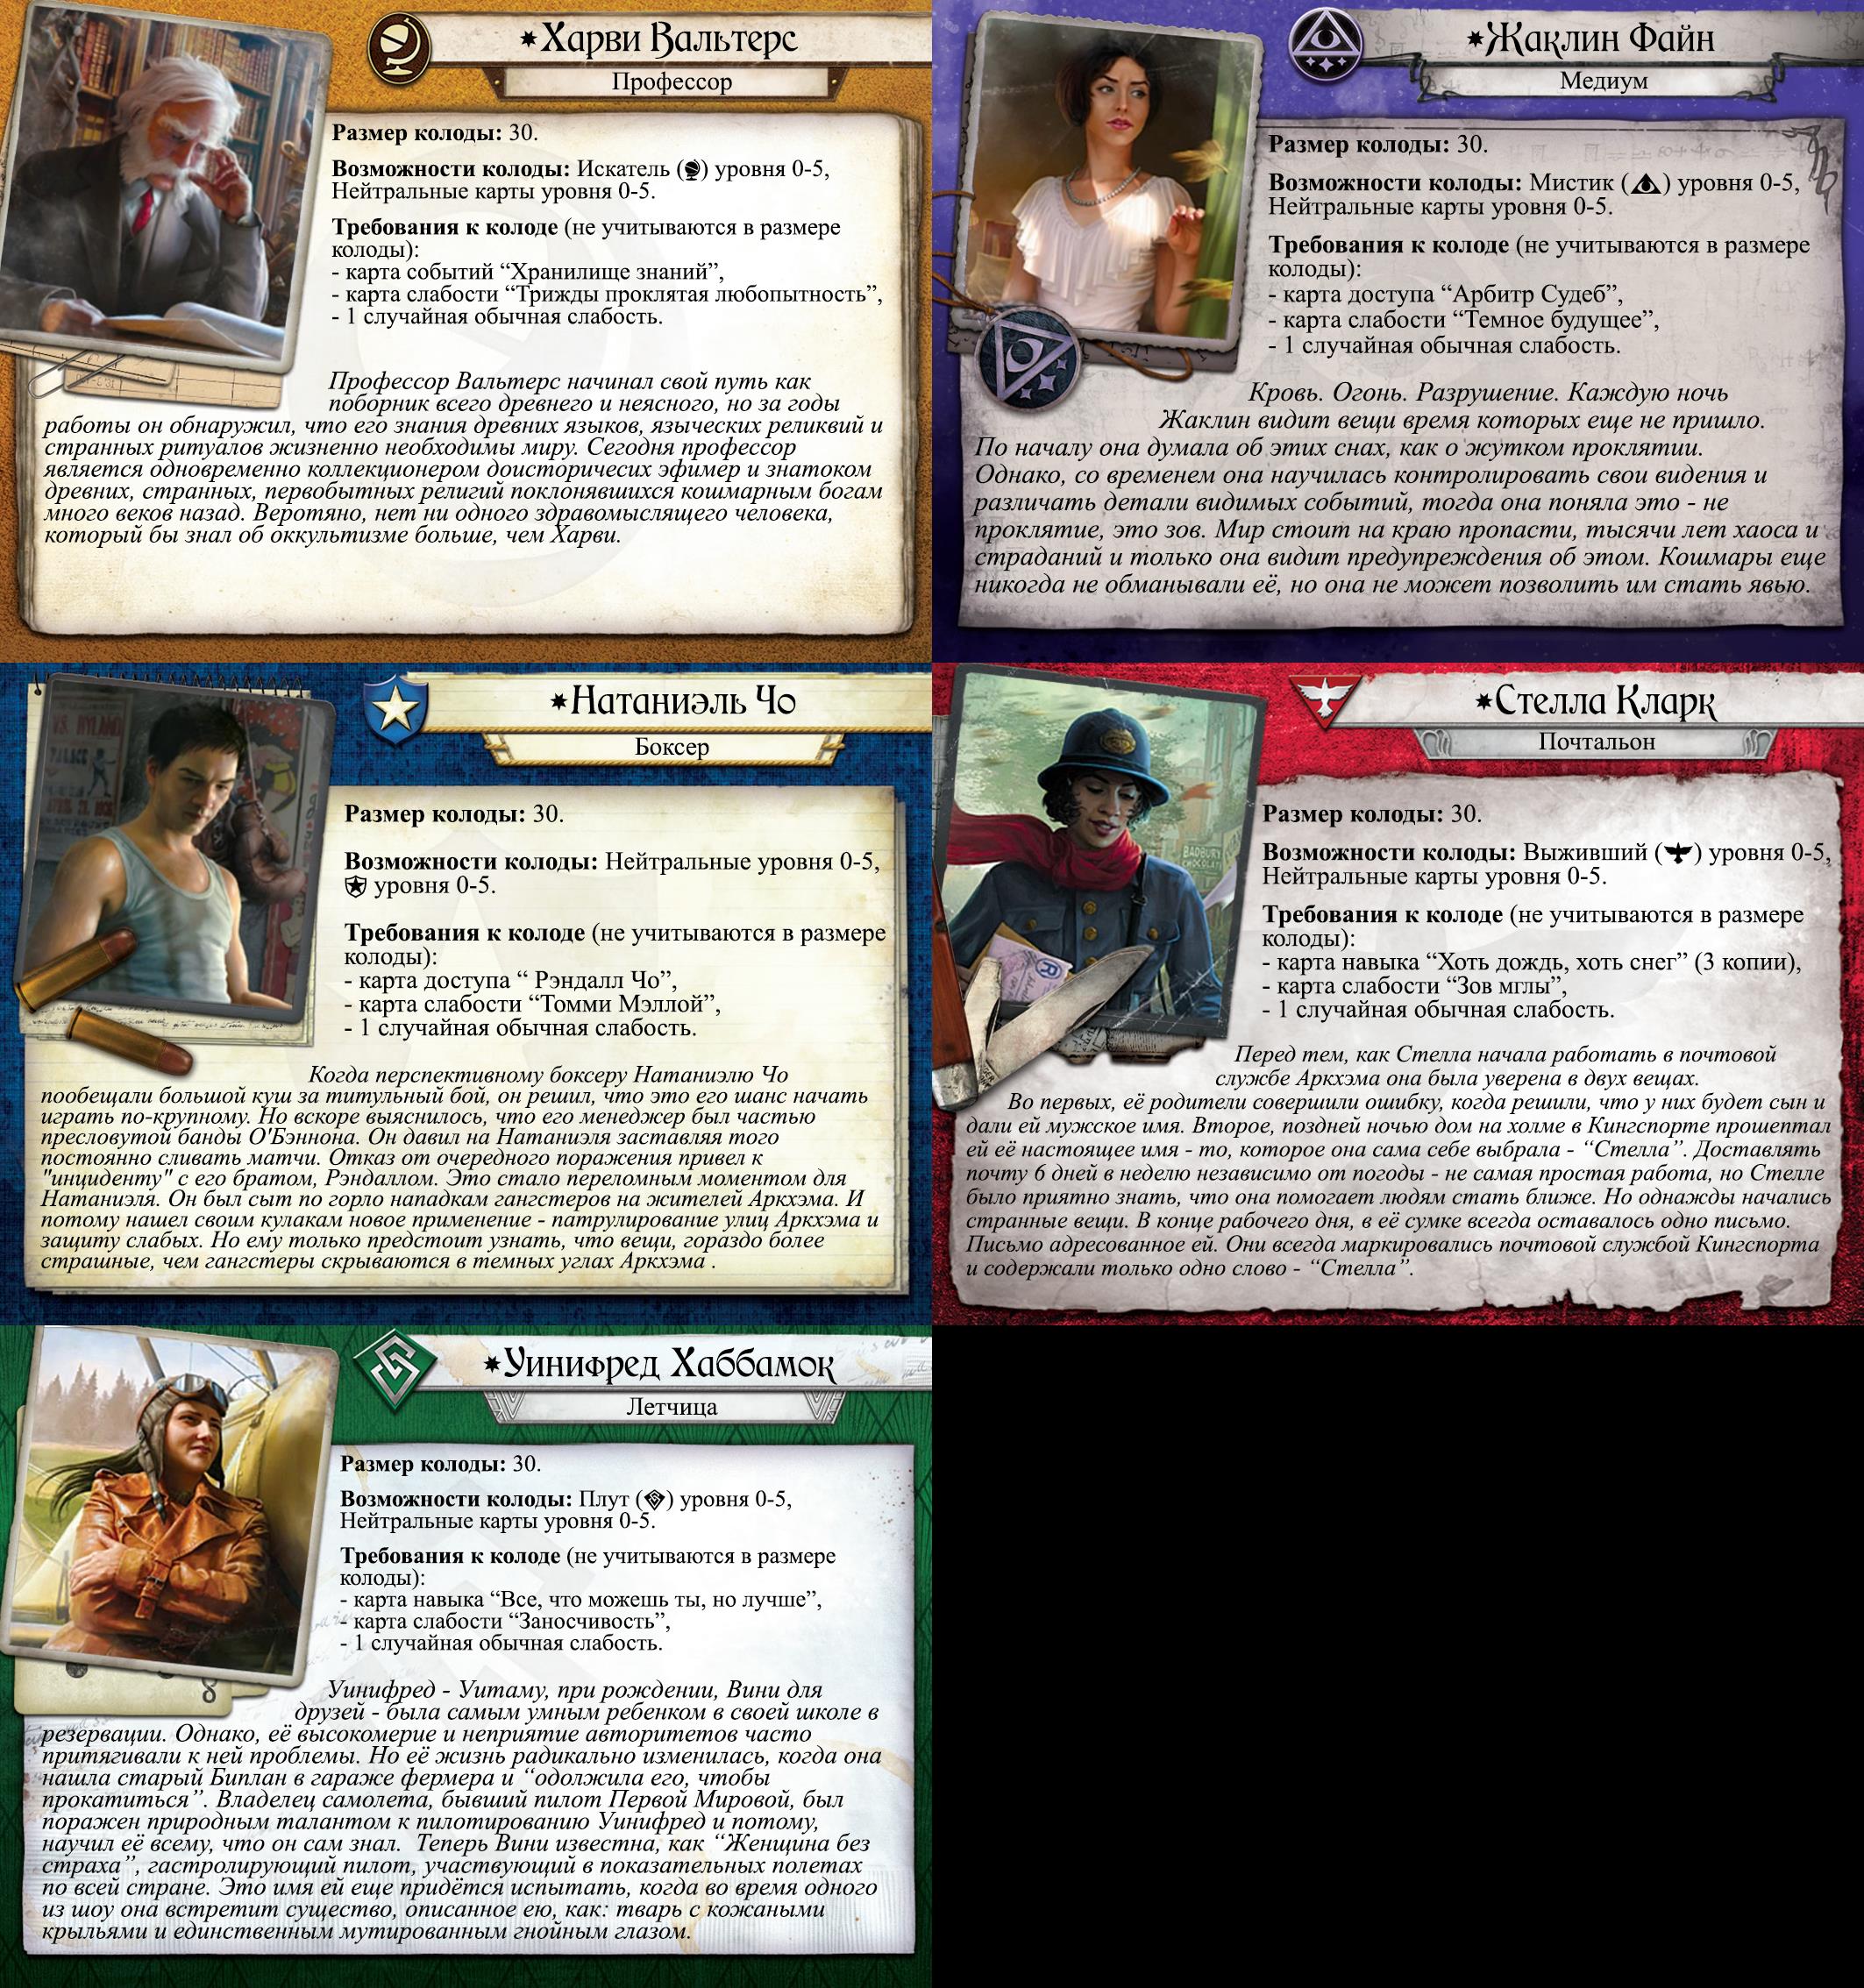 ✷Харви Вальтерс
Профессор
Размер колоды: 30.
Возможности колоды: Искатель () уровня 0-5,
Нейтральные карты уровня 0-5.
Требования к колоде (не учитываются в размере
колоды):
- карта событий “Хранилище знаний”,
- карта слабости “Трижды проклятая любопытность”,
- 1 случайная обычная слабость.
Профессор Вальтерс начинал свой путь как
поборник всего древнего и неясного, но за годы
работы он обнаружил, что его знания древних языков, языческих реликвий и
странных ритуалов жизненно необходимы миру. Сегодня профессор
является одновременно коллекционером доисторичесих эфимер и знатоком
древних, странных, первобытных религий поклонявшихся кошмарным богам
много веков назад. Веротяно, нет ни одного здравомыслящего человека,
который бы знал об оккультизме больше, чем Харви.
✷Жаклин Файн
Медиум
Размер колоды: 30.
Возможности колоды: Мистик () уровня 0-5,
Нейтральные карты уровня 0-5.
Требования к колоде (не учитываются в размере
колоды):
- карта доступа “Арбитр Судеб”,
- карта слабости “Темное будущее”,
- 1 случайная обычная слабость.
Кровь. Огонь. Разрушение. Каждую ночь
Жаклин видит вещи время которых еще не пришло.
По началу она думала об этих снах, как о жутком проклятии.
Однако, со временем она научилась контролировать свои видения и
различать детали видимых событий, тогда она поняла это - не
проклятие, это зов. Мир стоит на краю пропасти, тысячи лет хаоса и
страданий и только она видит предупреждения об этом. Кошмары еще
никогда не обманывали её, но она не может позволить им стать явью.
✷Натаниэль Чо
Боксер
Размер колоды: 30.
Возможности колоды: Нейтральные уровня 0-5,
уровня 0-5.
Требования к колоде (не учитываются в размере
колоды):
- карта доступа “ Рэндалл Чо”,
- карта слабости “Томми Мэллой”,
- 1 случайная обычная слабость.
Когда перспективному боксеру Натаниэлю Чо
пообещали большой куш за титульный бой, он решил, что это его шанс начать
играть по-крупному. Но вскоре выяснилось, что его менеджер был частью
пресловутой банды О'Бэннона. Он давил на Натаниэля заставляя того
постоянно сливать матчи. Отказ от очередного поражения привел к
"инциденту" с его братом, Рэндаллом. Это стало переломным моментом для
Натаниэля. Он был сыт по горло нападкам гангстеров на жителей Аркхэма. И
потому нашел своим кулакам новое применение - патрулирование улиц Аркхэма и
защиту слабых. Но ему только предстоит узнать, что вещи, гораздо более
страшные, чем гангстеры скрываются в темных углах Аркхэма .
✷Стелла Кларк
Почтальон
BADBURY
CHOCOLATE
R
Размер колоды: 30.
Возможности колоды: Выживший () уровня 0-5,
Нейтральные карты уровня 0-5.
Требования к колоде (не учитываются в размере
колоды):
- карта навыка “Хоть дождь, хоть снег” (3 копии),
- карта слабости “Зов мглы”,
- 1 случайная обычная слабость.
Перед тем, как Стелла начала работать в почтовой
службе Аркхэма она была уверена в двух вещах.
Во первых, её родители совершили ошибку, когда решили, что у них будет сын и
дали ей мужское имя. Второе, поздней ночью дом на холме в Кингспорте прошептал
ей её настоящее имя - то, которое она сама себе выбрала - “Стелла”. Доставлять
почту 6 дней в неделю независимо от погоды - не самая простая работа, но Стелле
было приятно знать, что она помогает людям стать ближе. Но однажды начались
странные вещи. В конце рабочего дня, в её сумке всегда оставалось одно письмо.
Письмо адресованное ей. Они всегда маркировались почтовой службой Кингспорта
и содержали только одно слово - “Стелла”.
✷Уинифред Хаббамок
Летчица
Размер колоды: 30.
Возможности колоды: Плут () уровня 0-5,
Нейтральные карты уровня 0-5.
Требования к колоде (не учитываются в размере
колоды):
- карта навыка “Все, что можешь ты, но лучше”,
- карта слабости “Заносчивость”,
- 1 случайная обычная слабость.
8
Уинифред - Уитаму, при рождении, Вини для
друзей - была самым умным ребенком в своей школе в
резервации. Однако, её высокомерие и неприятие авторитетов часто
притягивали к ней проблемы. Но её жизнь радикально изменилась, когда она
нашла старый Биплан в гараже фермера и “одолжила его, чтобы
прокатиться”. Владелец самолета, бывший пилот Первой Мировой, был
поражен природным талантом к пилотированию Уинифред и потому,
научил её всему, что он сам знал. Теперь Вини известна, как “Женщина без
страха”, гастролирующий пилот, участвующий в показательных полетах
по всей стране. Это имя ей еще придётся испытать, когда во время одного
из шоу она встретит существо, описанное ею, как: тварь с кожаными
крыльями и единственным мутированным гнойным глазом.